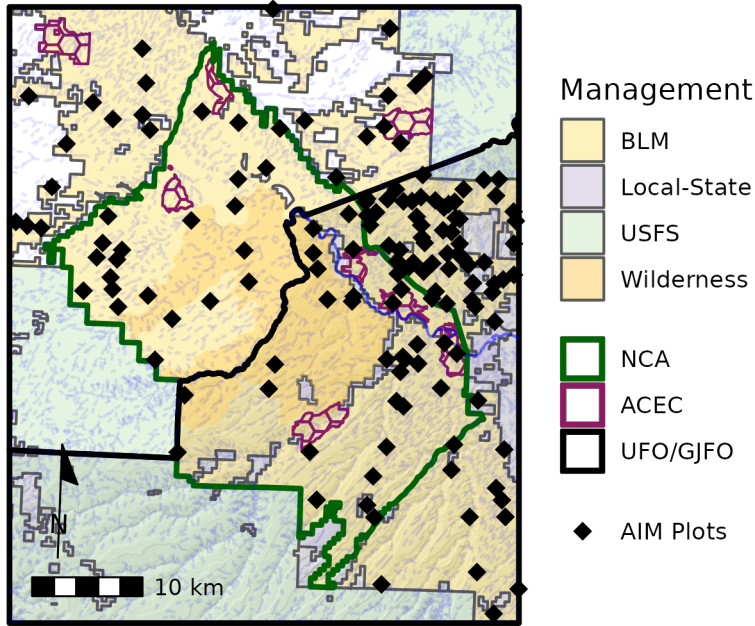 Management
BLM
Local-State
USFS
Wilderness
NCA
ACEC
UFO/GJFO
AIM Plots
N
10 km